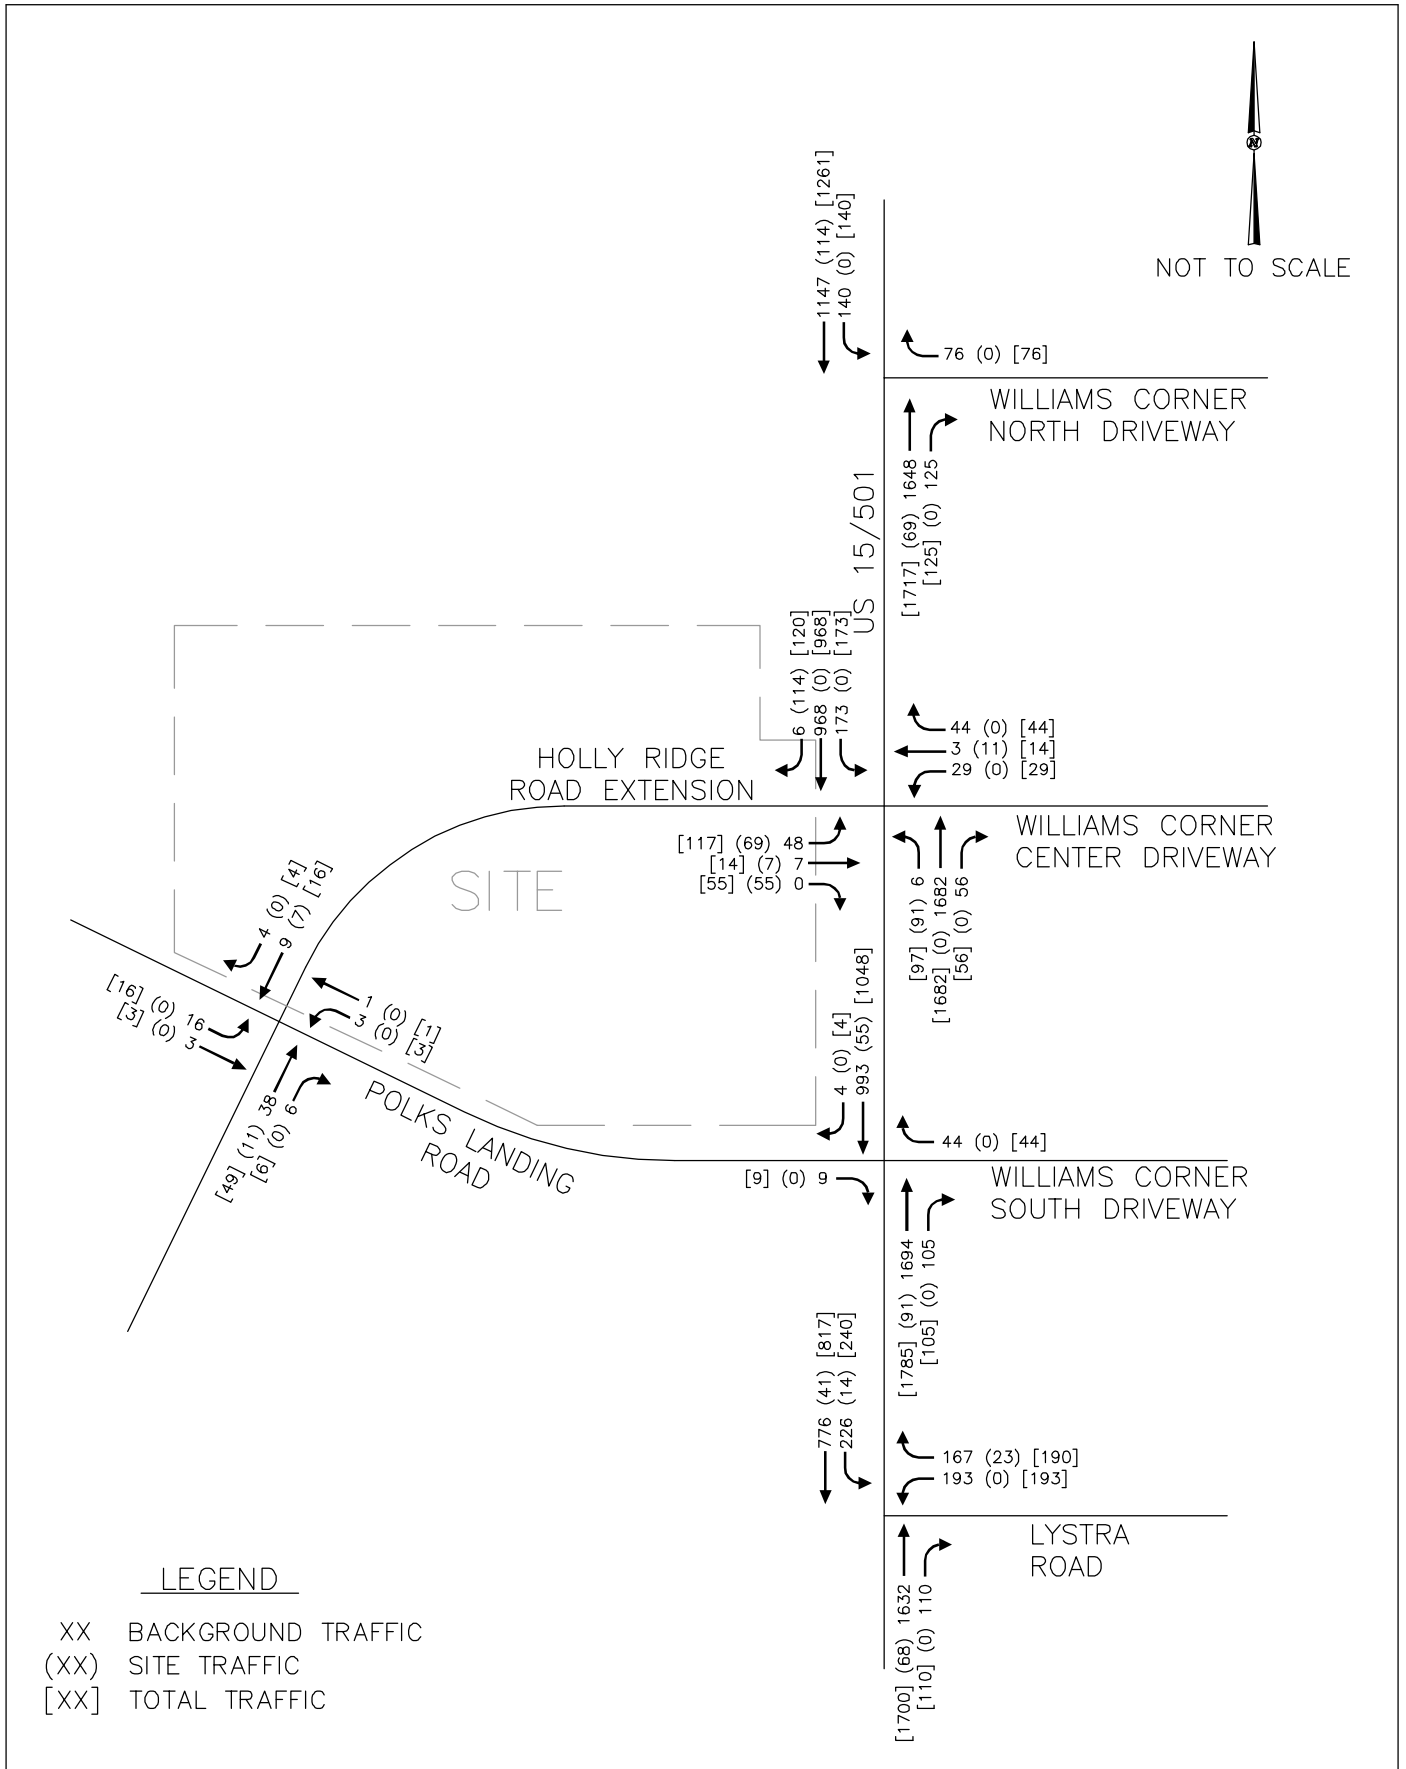 N
NOT TO SCALE
1147 (114) [1261]
140 (0) [140]
76 (0) [76]
WILLIAMS CORNER
NORTH DRIVEWAY
[1717] (69) 1648
[125] (0) 125
US 15/501
6 (114) [120]
968 (0) [968]
173 (0) [173]
44 (0) [44]
3 (11) [14]
29 (0) [29]
HOLLY RIDGE
ROAD EXTENSION
WILLIAMS CORNER
CENTER DRIVEWAY
[117] (69) 48
[14] (7) 7
[55] (55) 0
[97] (91) 6
[1682] (0) 1682
[56] (0) 56
SITE
4 (0) [4]
9 (7) [16]
[16] (0) 16
[3] (0) 3
1 (0) [1]
3 (0) [3]
[49] (11) 38
[6] (0) 6
POLKS LANDING
ROAD
4 (0) [4]
993 (55) [1048]
44 (0) [44]
[9] (0) 9
WILLIAMS CORNER
SOUTH DRIVEWAY
[1785] (91) 1694
[105] (0) 105
776 (41) [817]
226 (14) [240]
167 (23) [190]
193 (0) [193]
LYSTRA
ROAD
[1700] (68) 1632
[110] (0) 110
LEGEND
XX BACKGROUND TRAFFIC
(XX) SITE TRAFFIC
[XX] TOTAL TRAFFIC